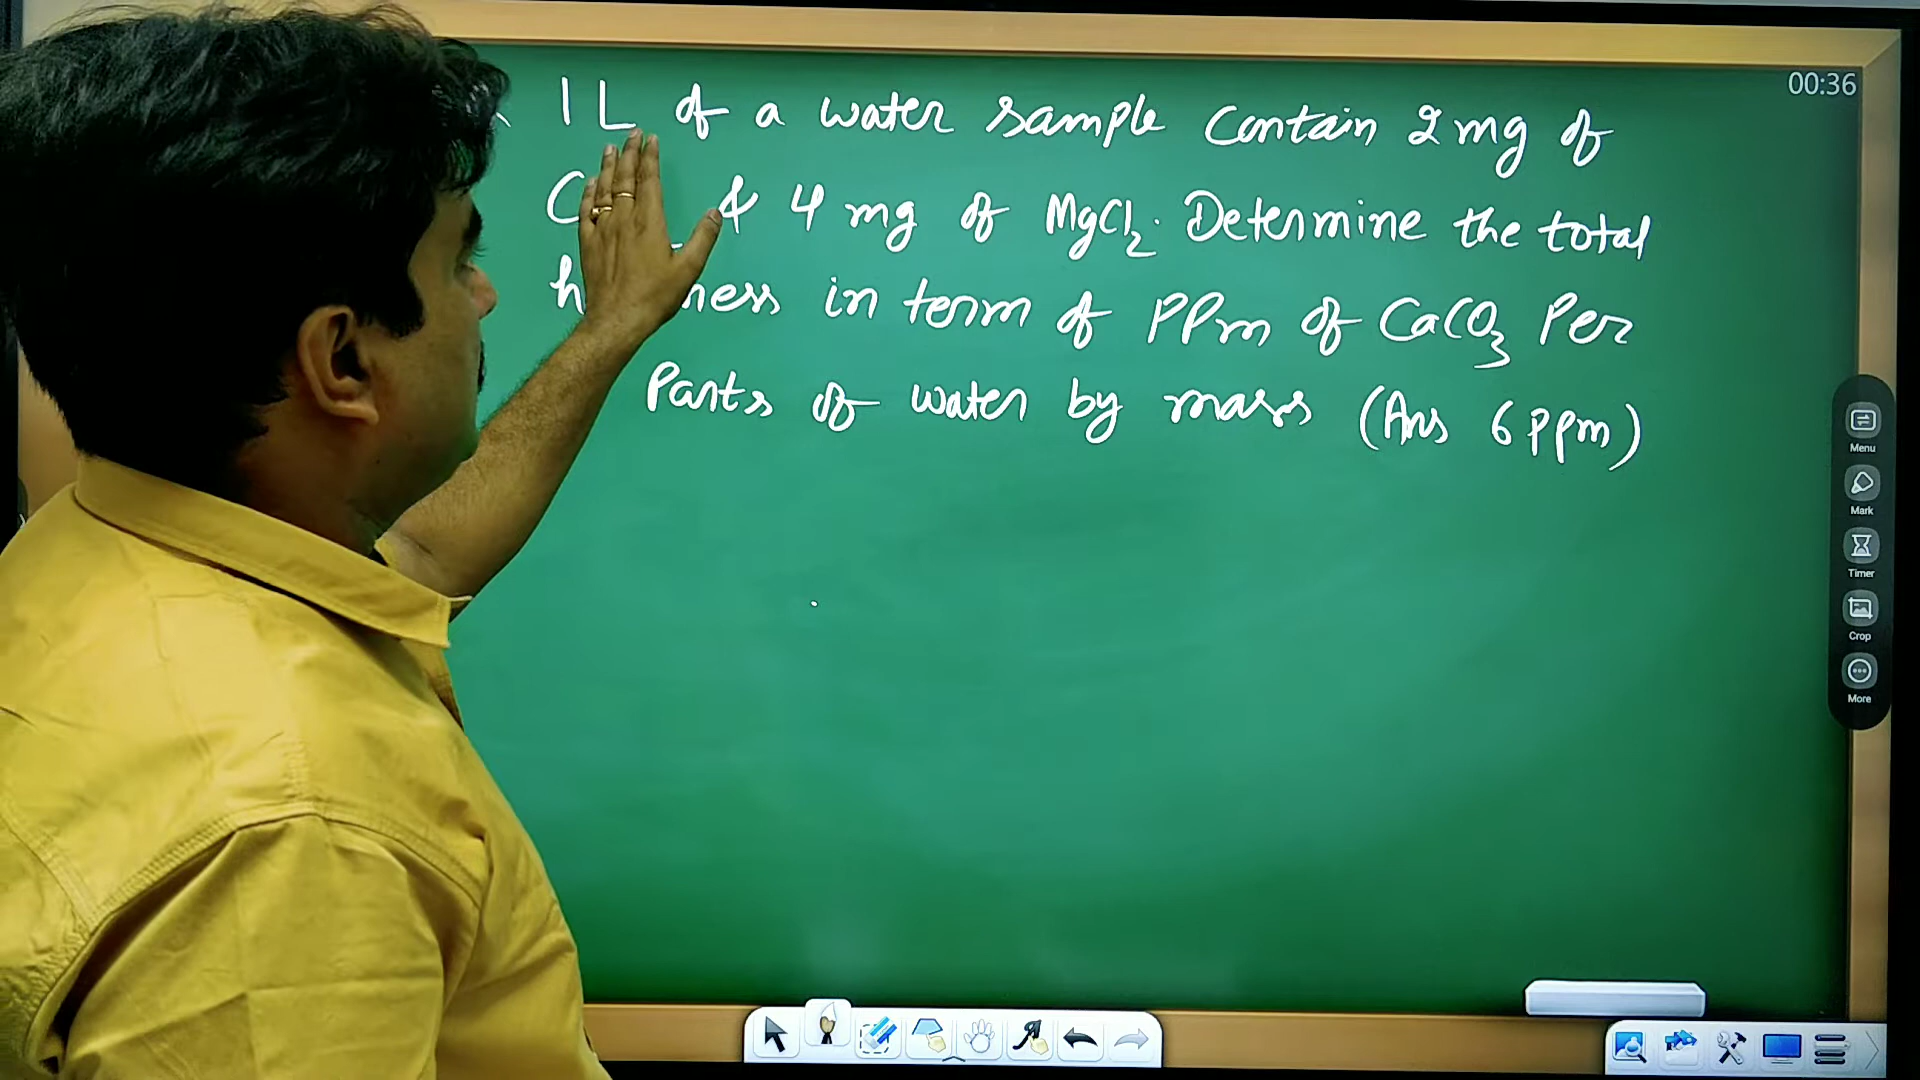 1 L of a water sample contain 2 mg of
& 4 mg of MgCl2. Determine the total
in term of PPm of CaCO3 Per
Parts of water by mass (Ans 6 PPm)
00:36
Menu
Mark
Timer
Crop
More